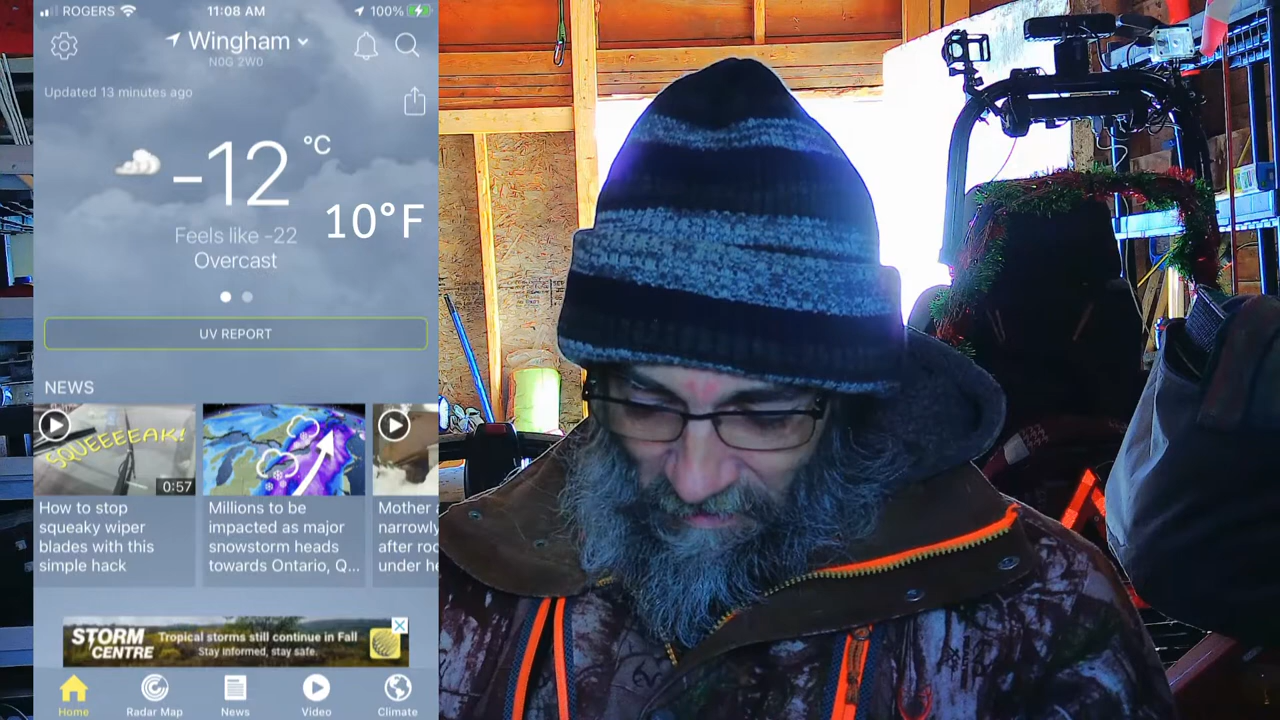 ROGERS
11:08 AM
100%
Wingham
N0G 2W0
Updated 13 minutes ago
-12 °C
10°F
Feels like -22
Overcast
UV REPORT
NEWS
SQUEEEEAK!
0:57
How to stop
squeaky wiper
blades with this
simple hack
Millions to be
impacted as major
snowstorm heads
towards Ontario, Q...
Mother
narrowly
after
under
STORM
CENTRE
Tropical storms still continue in Fall
Stay informed, stay safe.
Home
Radar Map
News
Video
Climate